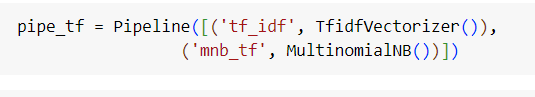 pipe_tf = Pipeline([('tf_idf', TfidfVectorizer()),
('mnb_tf', MultinomialNB())])